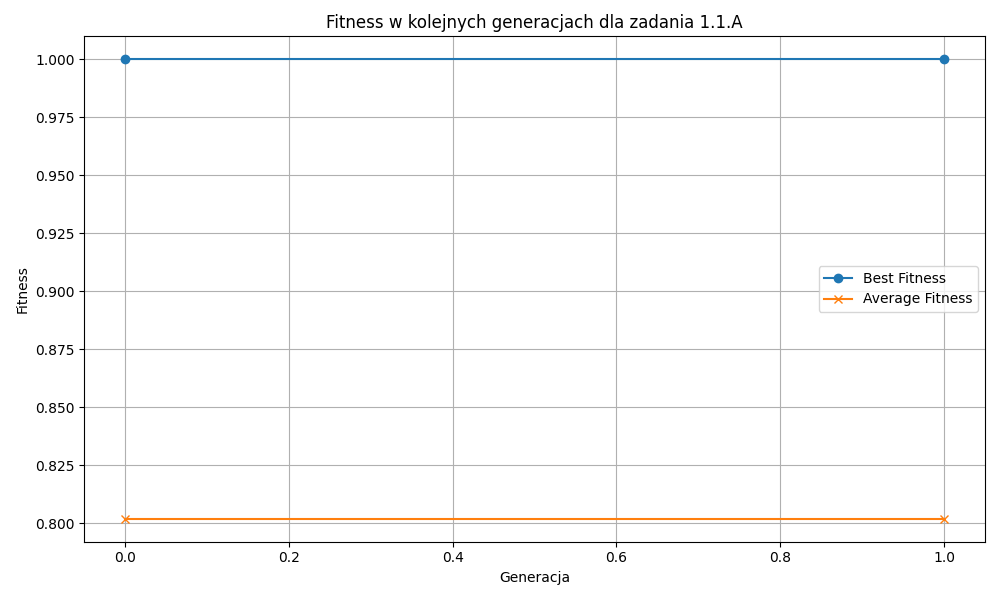 Fitness w kolejnych generacjach dla zadania 1.1.A
1.000
0.975
0.950
0.925
0.900
0.875
0.850
0.825
0.800
Fitness
Best Fitness
Average Fitness
0.0 0.2 0.4 0.6 0.8 1.0
Generacja